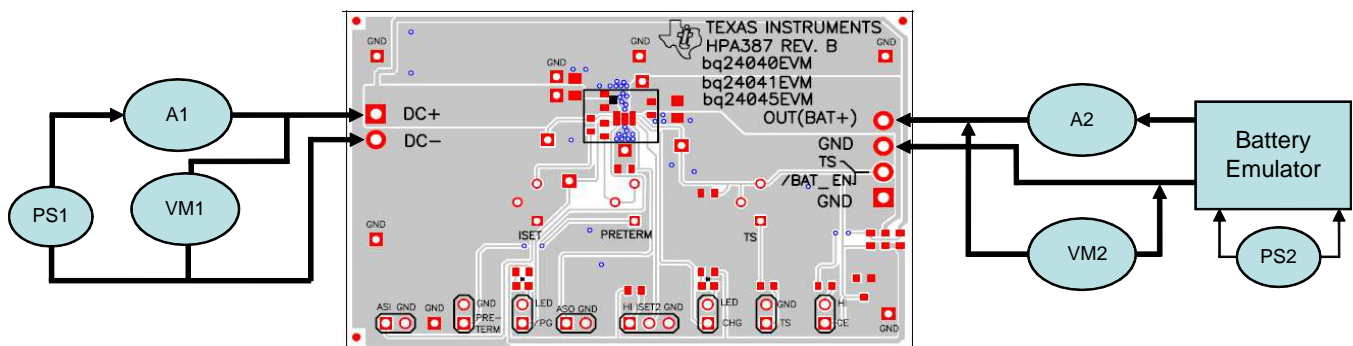 TEXAS INSTRUMENTS
HPA387 REV. B
bq24040EVM
bq24041EVM
bq24045EVM
GND
GND
GND
GND
A1
DC+
DC-
VM1
PS1
OUT(BAT+)
GND
TS
/BAT_EN
GND
A2
Battery
Emulator
VM2
PS2
GND
ISET
PRETERM
TS
ASI GND
GND
GND
PRE-
TERM
LED
/PG
ASO GND
HI ISET2 GND
LED
CHG
GND
TS
HI
CE
GND